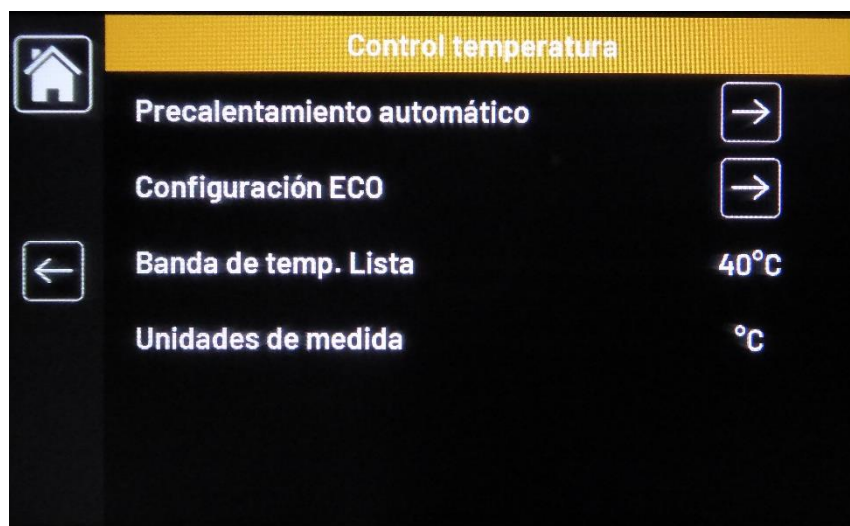 Control temperatura
Precalentamiento automático
Configuración ECO
Banda de temp. Lista 40°C
Unidades de medida °C